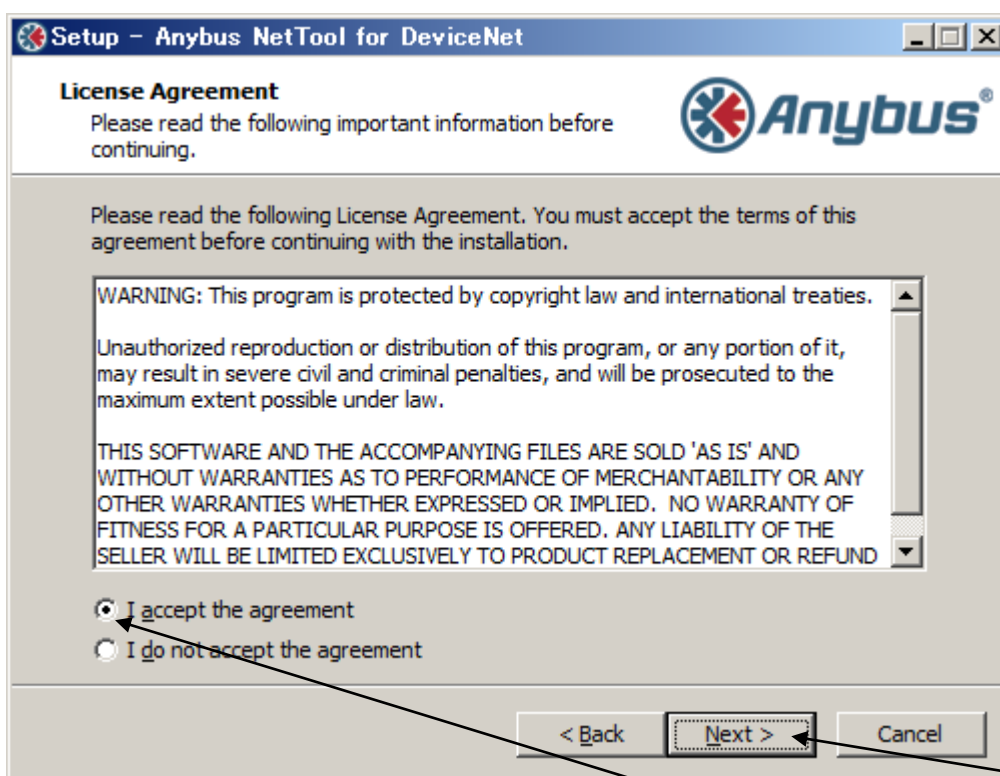 Setup - Anybus NetTool for DeviceNet
License Agreement
Please read the following important information before
continuing.
Anybus®
Please read the following License Agreement. You must accept the terms of this
agreement before continuing with the installation.
WARNING: This program is protected by copyright law and international treaties.
Unauthorized reproduction or distribution of this program, or any portion of it,
may result in severe civil and criminal penalties, and will be prosecuted to the
maximum extent possible under law.
THIS SOFTWARE AND THE ACCOMPANYING FILES ARE SOLD 'AS IS' AND
WITHOUT WARRANTIES AS TO PERFORMANCE OF MERCHANTABILITY OR ANY
OTHER WARRANTIES WHETHER EXPRESSED OR IMPLIED.  NO WARRANTY OF
FITNESS FOR A PARTICULAR PURPOSE IS OFFERED. ANY LIABILITY OF THE
SELLER WILL BE LIMITED EXCLUSIVELY TO PRODUCT REPLACEMENT OR REFUND
I accept the agreement
I do not accept the agreement
< Back
Next >
Cancel